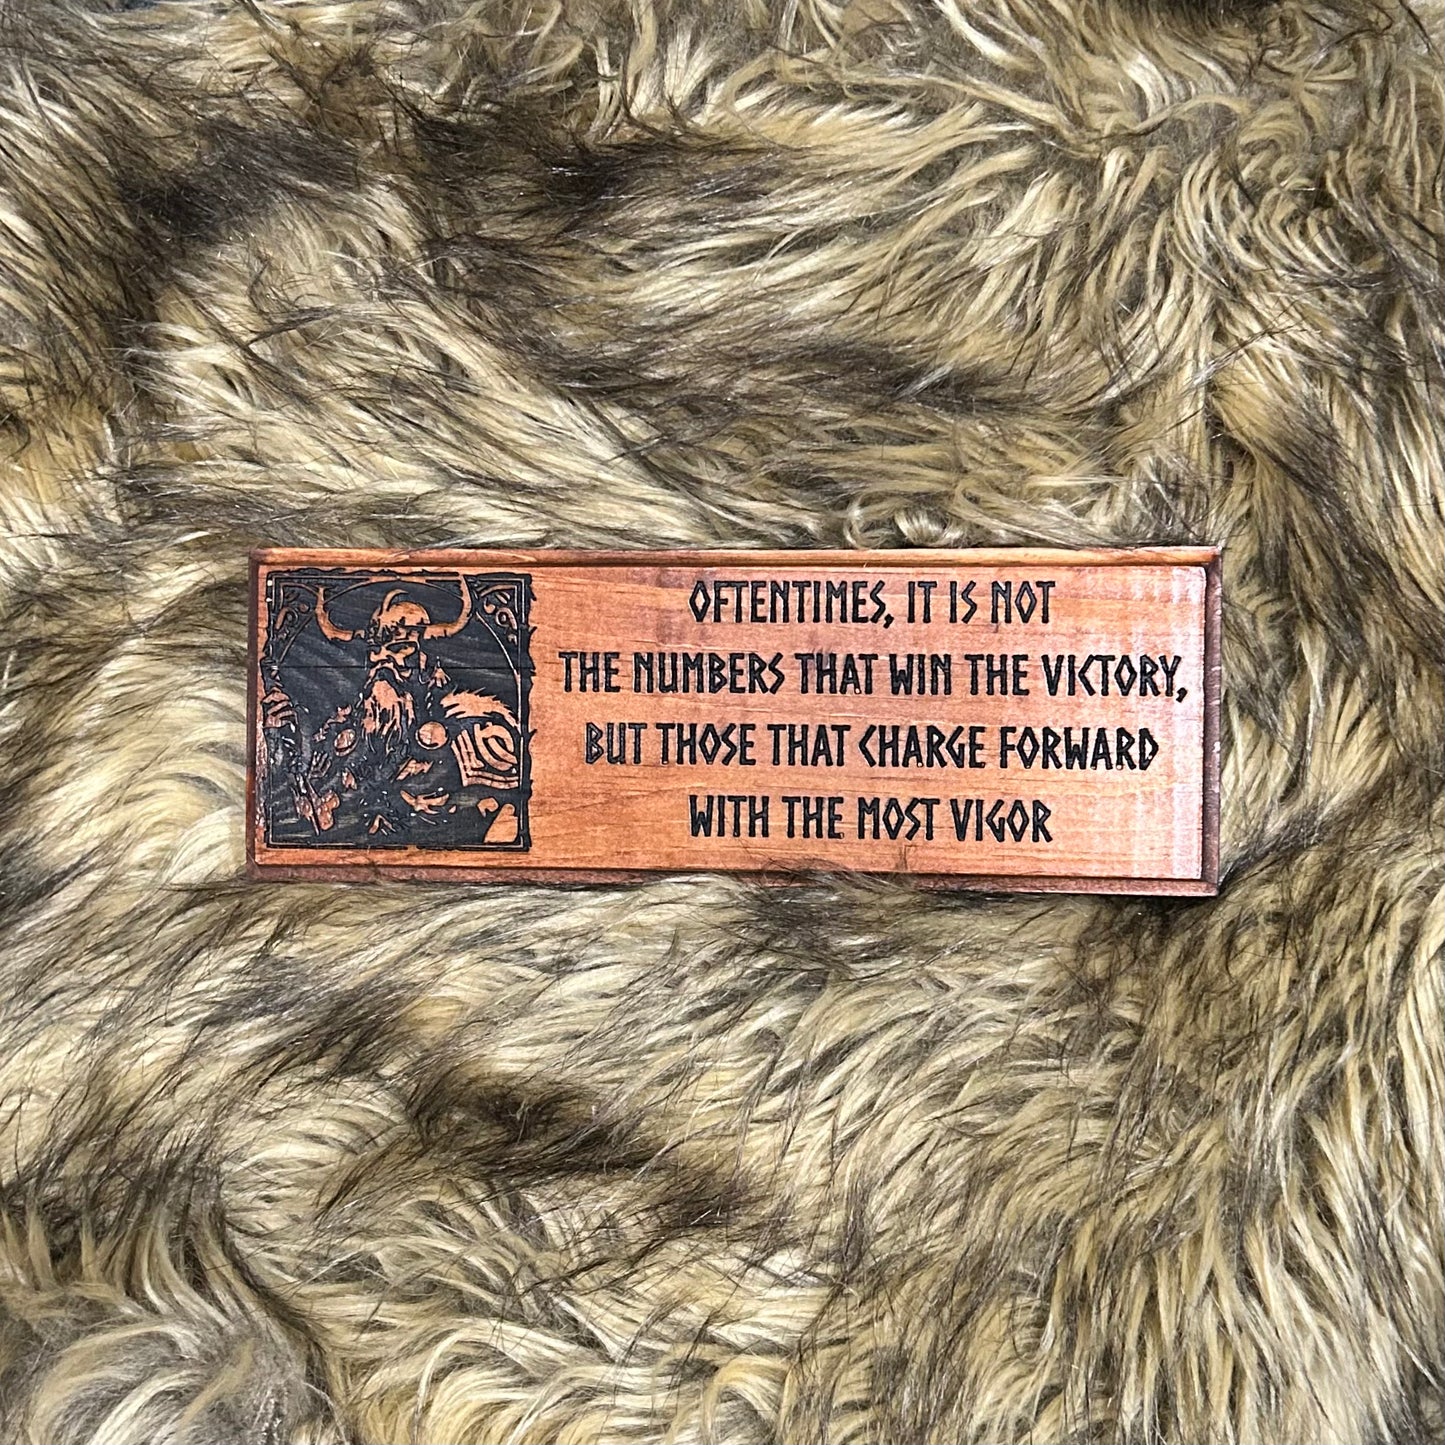 OFTENTIMES, IT IS NOT
THE NUMBERS THAT WIN THE VICTORY,
BUT THOSE THAT CHARGE FORWARD
WITH THE MOST VIGOR